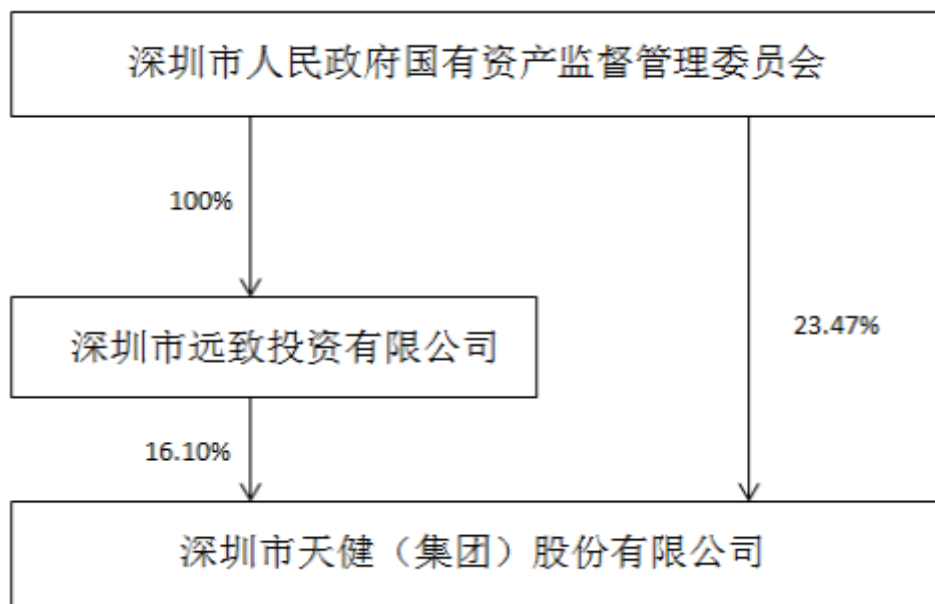 深圳市人民政府国有资产监督管理委员会
100%
深圳市远致投资有限公司
23.47%
16.10%
深圳市天健（集团）股份有限公司